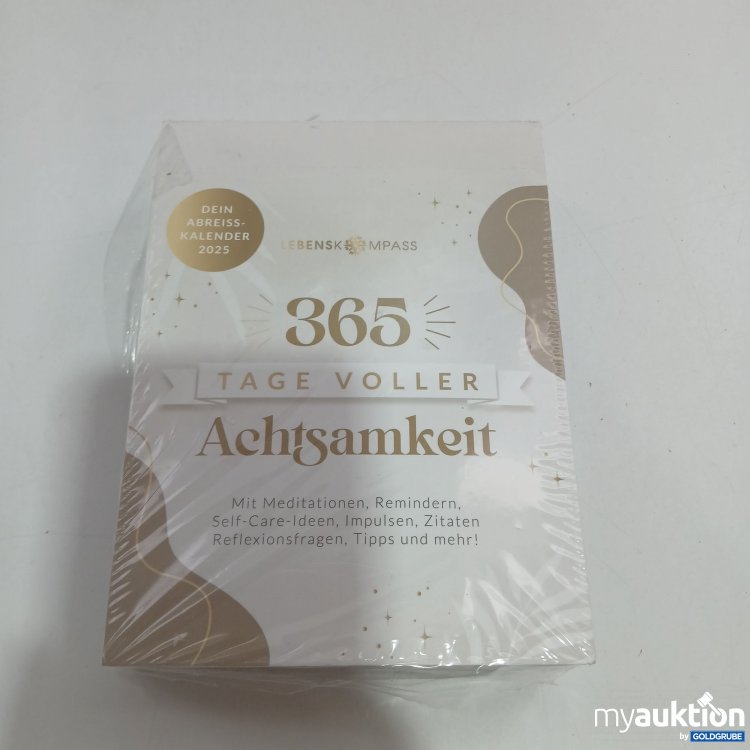 DEIN
ABREISS-
KALENDER
2025
LEBENSKOMPASS
365
TAGE VOLLER
Achtsamkeit
Mit Meditationen, Remindern,
Self-Care-Ideen, Impulsen, Zitaten
Reflexionsfragen, Tipps und mehr!
myauktion
by GOLDGRUBE